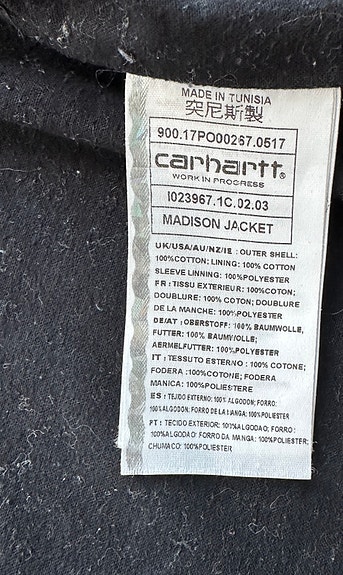 MADE IN TUNISIA
突尼斯製
900.17PO00267.0517
carhartt®
WORK IN PROGRESS
I023967.1C.02.03
MADISON JACKET
UK/USA/AU/NZ/IE : OUTER SHELL:
100%COTTON; LINING: 100% COTTON
SLEEVE LINNING: 100%POLYESTER
FR : TISSU EXTERIEUR: 100%COTON;
DOUBLURE: 100% COTON; DOUBLURE
DE LA MANCHE: 100%POLYESTER
DE/AT : OBERSTOFF: 100% BAUMWOLLE,
FUTTER: 100% BAUMWOLLE;
AERMELFUTTER: 100%POLYESTER
IT : TESSUTO ESTERNO : 100% COTONE;
FODERA :100%COTONE; FODERA
MANICA: 100%POLIESTERE
ES : TEJIDO EXTERNO: 100% ALGODON; FORRO:
100%ALGODON; FORRO DE LA MANGA: 100%POLIESTER
PT : TECIDO EXTERIOR: 100%ALGODAO; FORRO:
100%ALGODAO; FORRO DA MANGA: 100%POLIESTER;
CHUMACO: 100%POLIESTER